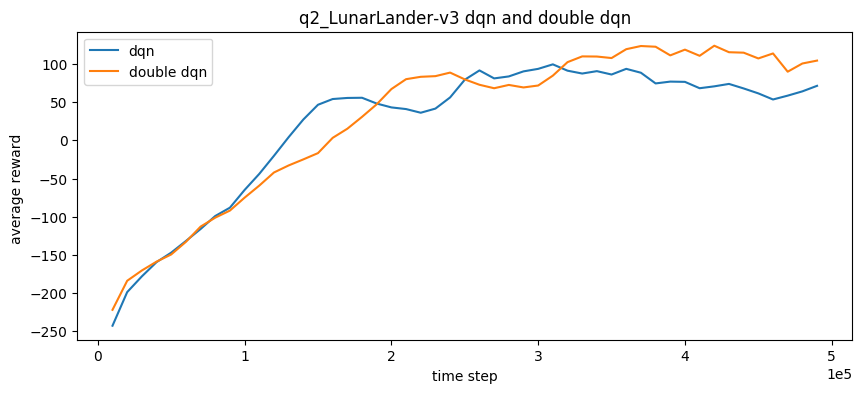 q2_LunarLander-v3 dqn and double dqn
dqn
double dqn
average reward
100
50
0
−50
−100
−150
−200
−250
0
1
2
3
4
5
1e5
time step